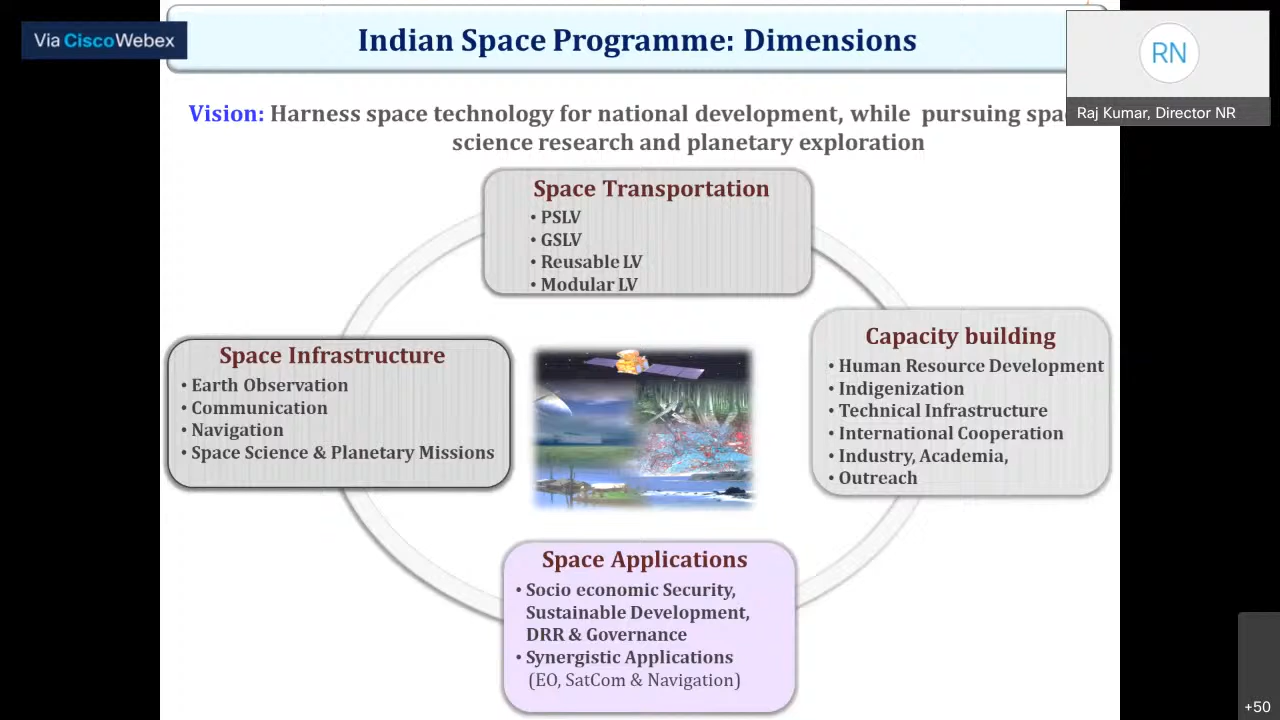 Via Cisco Webex
Indian Space Programme: Dimensions
RN
Raj Kumar, Director NR
Vision: Harness space technology for national development, while pursuing
science research and planetary exploration
Space Transportation
• PSLV
• GSLV
• Reusable LV
• Modular LV
Space Infrastructure
• Earth Observation
• Communication
• Navigation
• Space Science & Planetary Missions
Capacity building
• Human Resource Development
• Indigenization
• Technical Infrastructure
• International Cooperation
• Industry, Academia,
• Outreach
Space Applications
• Socio economic Security,
Sustainable Development,
DRR & Governance
• Synergistic Applications
(EO, SatCom & Navigation)
+50